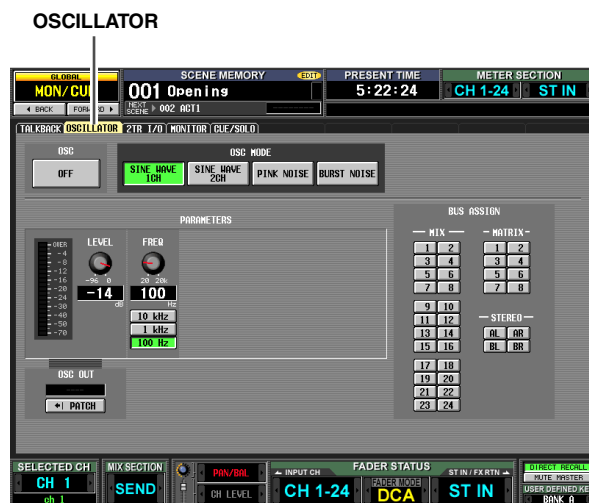 OSCILLATOR
GLOBAL SCENE MEMORY EDIT PRESENT TIME METER SECTION
MON/CUE 001 Opening 5:22:24 CH 1-24 ST IN
BACK FORWARD NEXT SCENE 002 ACT1
TALKBACK OSCILLATOR 2TR I/O MONITOR CUE/SOLO
OSC OSC MODE
OFF SINE WAVE 1CH SINE WAVE 2CH PINK NOISE BURST NOISE
BUS ASSIGN
PARAMETERS
MIX MATRIX
LEVEL FREQ
OVER
-4
-8
-12
-16
-20
-24
-30
-40
-50
-70
-96 0 20 20k
-14 100
dB Hz
10 kHz
1 kHz
100 Hz
1 2 1 2
3 4 3 4
5 6 5 6
7 8 7 8
9 10
11 12 STEREO
13 14 AL AR
15 16 BL BR
17 18
19 20
21 22
23 24
OSC OUT
PATCH
SELECTED CH MIX SECTION PAN/BAL INPUT CH FADER STATUS ST IN / FX RTN DIRECT RECALL
MUTE MASTER
CH 1 SEND CH LEVEL CH 1-24 FADER MODE DCA ST IN USER DEFINED KE
ch 1 BANK A